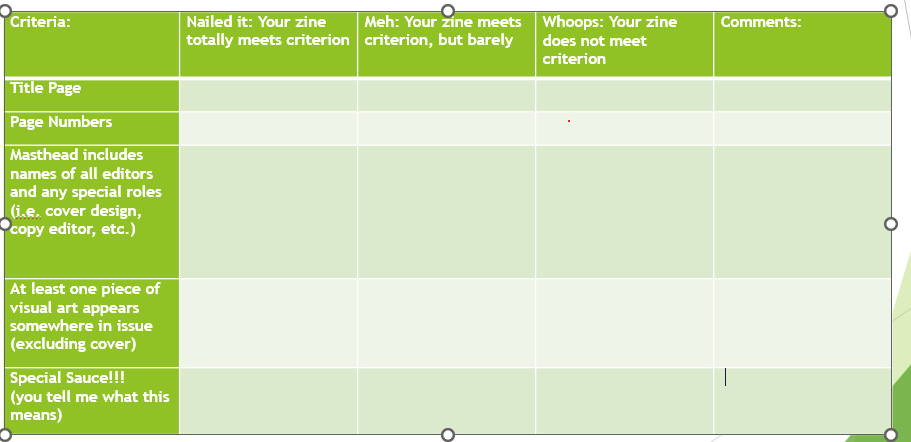 Criteria:
Nailed it: Your zine
totally meets criterion
Meh: Your zine meets
criterion, but barely
Whoops: Your zine
does not meet
criterion
Comments:
Title Page
Page Numbers
Masthead includes
names of all editors
and any special roles
(i.e. cover design,
copy editor, etc.)
At least one piece of
visual art appears
somewhere in issue
(excluding cover)
Special Sauce!!!
(you tell me what this
means)